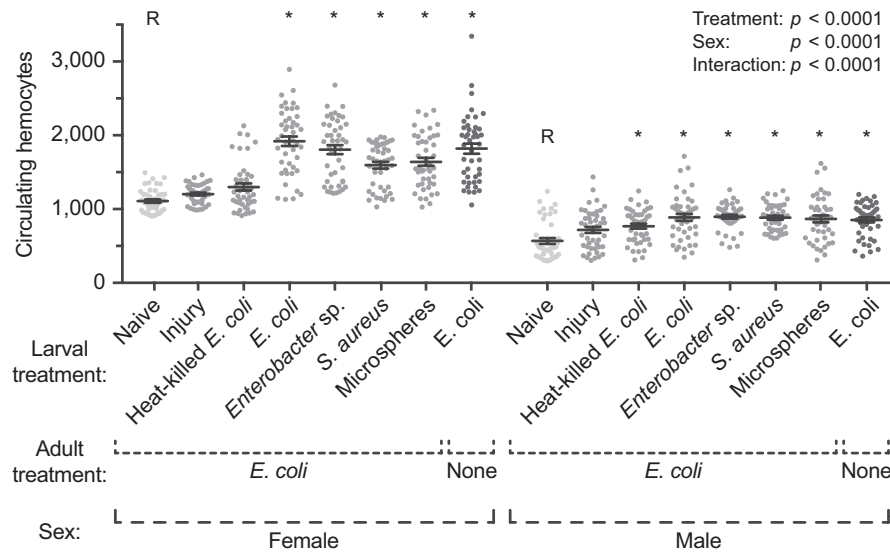 R * * * * * Treatment: p < 0.0001
Sex: p < 0.0001
Interaction: p < 0.0001
3,000
2,000
1,000
0
Circulating hemocytes
R * * * * * *
Larval treatment:
Naive
Injury
Heat-killed E. coli
E. coli
Enterobacter sp.
S. aureus
Microspheres
E. coli
Naive
Injury
Heat-killed E. coli
E. coli
Enterobacter sp.
S. aureus
Microspheres
E. coli
Adult
treatment: E. coli None E. coli None
Sex: Female Male